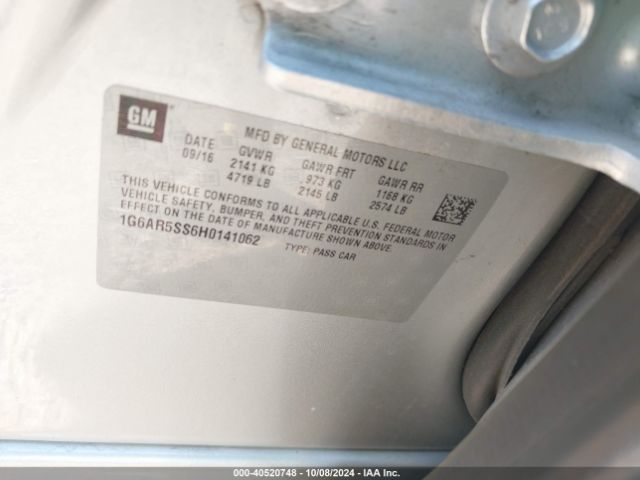 GM
MFD BY GENERAL MOTORS LLC
DATE GVWR GAWR FRT GAWR RR
09/16 2141 KG 973 KG 1168 KG
4719 LB 2145 LB 2574 LB
THIS VEHICLE CONFORMS TO ALL APPLICABLE U.S. FEDERAL MOTOR
VEHICLE SAFETY, BUMPER, AND THEFT PREVENTION STANDARDS IN
EFFECT ON THE DATE OF MANUFACTURE SHOWN ABOVE.
1G6AR5SS6H0141062 TYPE: PASS CAR
000-40520748 - 10/08/2024 - IAA Inc.